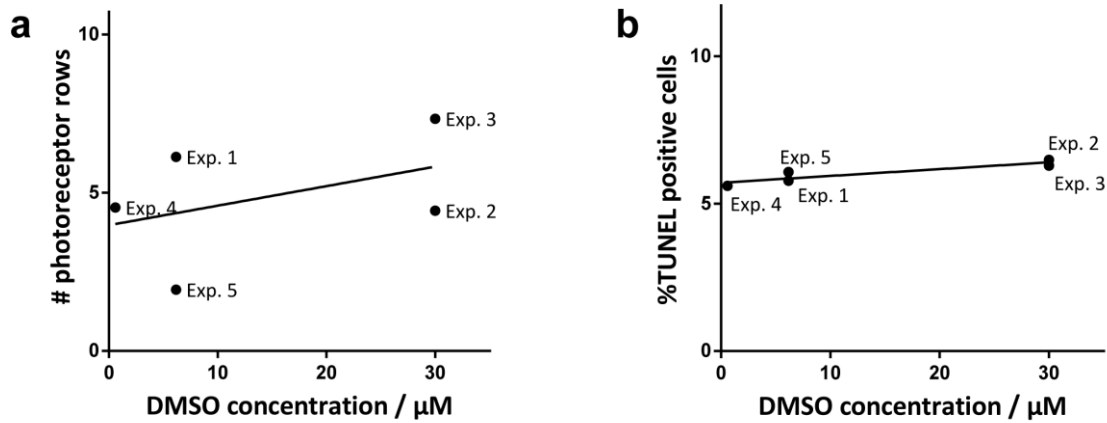 a
# photoreceptor rows
10
5
0
Exp. 3
Exp. 1
Exp. 4
Exp. 2
Exp. 5
0 10 20 30
DMSO concentration / µM
b
%TUNEL positive cells
10
5
0
Exp. 2
Exp. 5
Exp. 3
Exp. 4 Exp. 1
0 10 20 30
DMSO concentration / µM